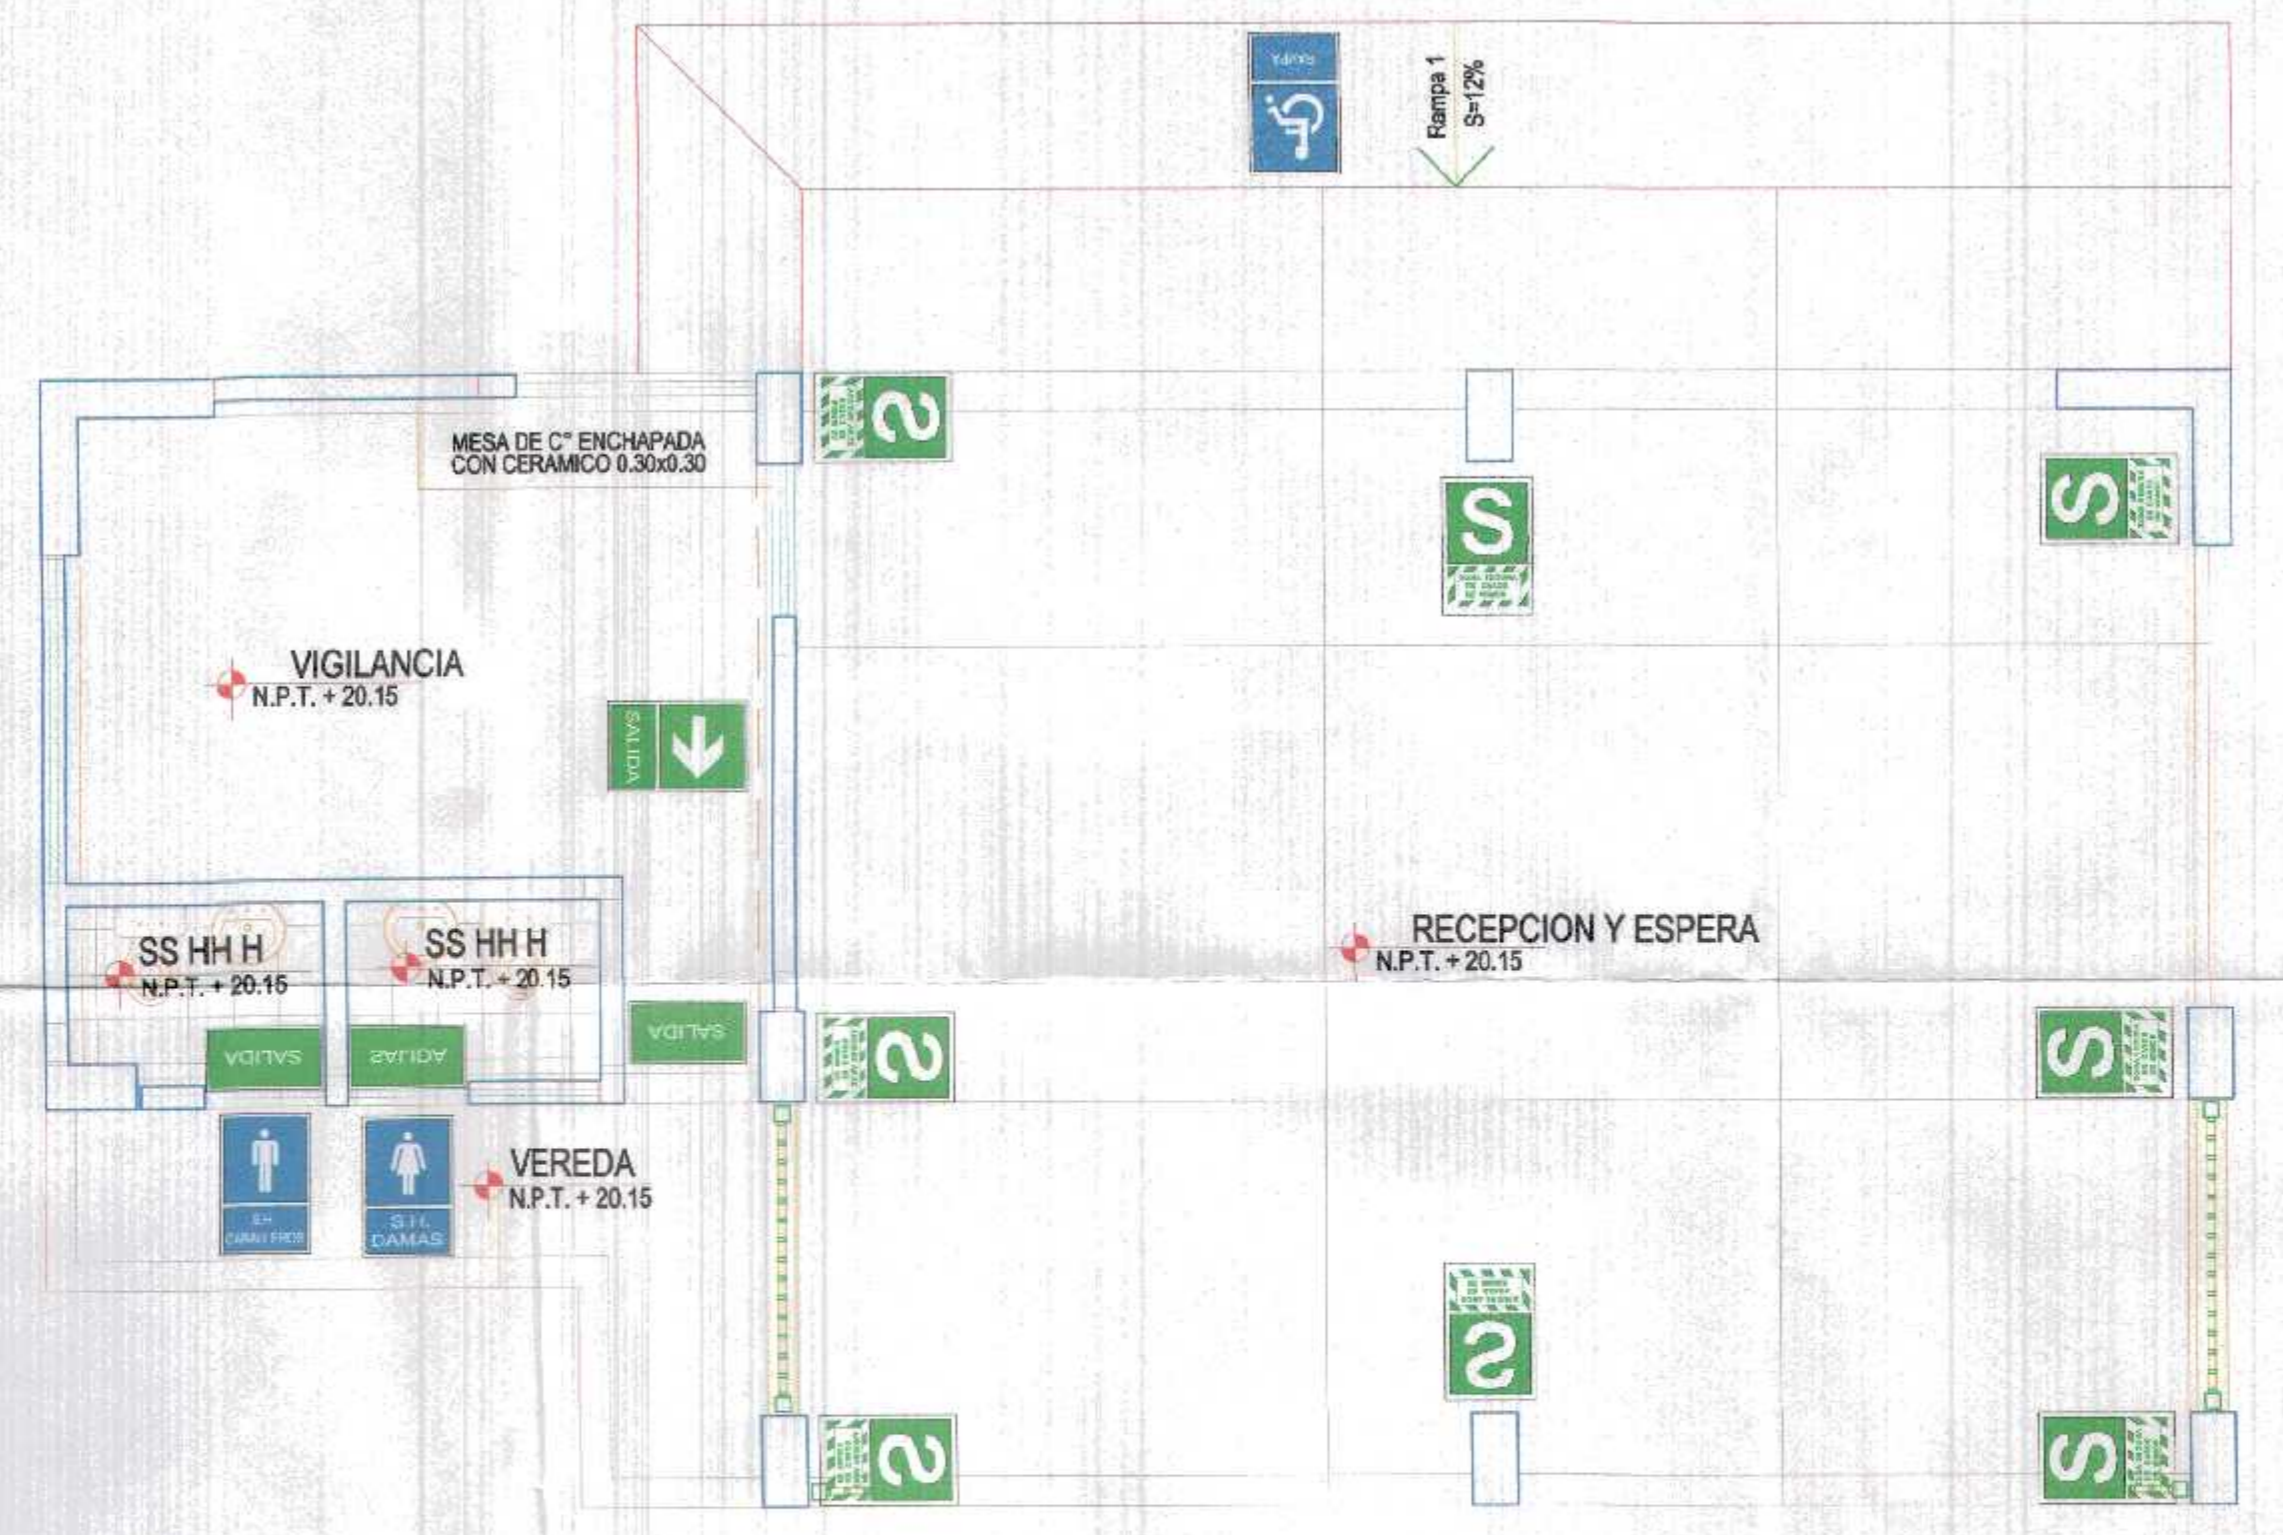 RAMPA
Rampa 1
S=12%
S
MESA DE C° ENCHAPADA
CON CERAMICO 0.30x0.30
S
S
VIGILANCIA
N.P.T. + 20.15
SALIDA
SS HH H
N.P.T. + 20.15
SS HH H
N.P.T. + 20.15
RECEPCION Y ESPERA
N.P.T. + 20.15
SALIDA
SALIDA
SALIDA
S
S
S.H.
CABALLEROS
S.H.
DAMAS
VEREDA
N.P.T. + 20.15
S
S
S